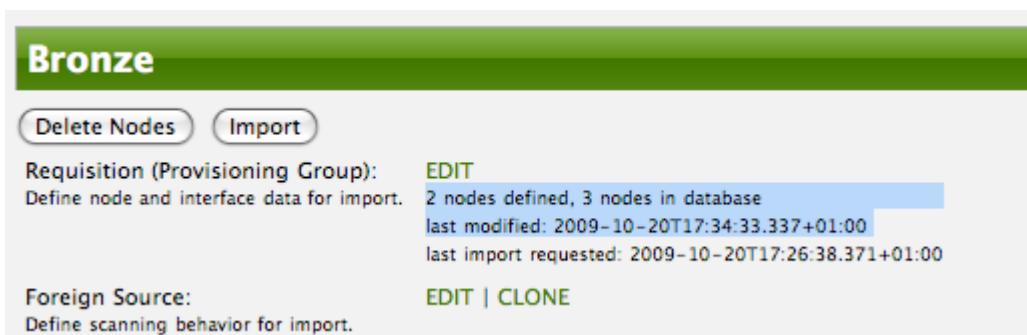 Bronze
Delete Nodes Import
Requisition (Provisioning Group): EDIT
Define node and interface data for import. 2 nodes defined, 3 nodes in database
last modified: 2009-10-20T17:34:33.337+01:00
last import requested: 2009-10-20T17:26:38.371+01:00
Foreign Source: EDIT | CLONE
Define scanning behavior for import.